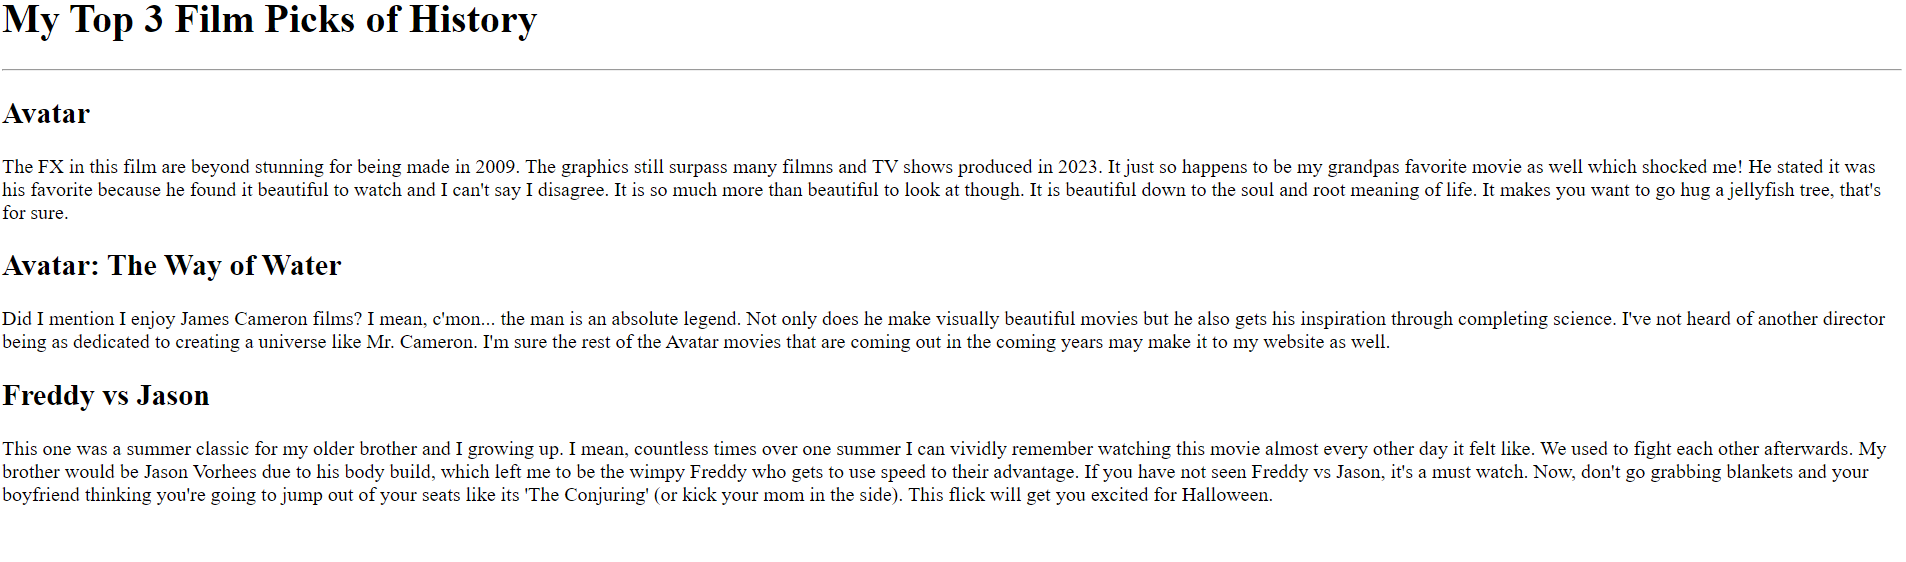 My Top 3 Film Picks of History
Avatar
The FX in this film are beyond stunning for being made in 2009. The graphics still surpass many filmns and TV shows produced in 2023. It just so happens to be my grandpas favorite movie as well which shocked me! He stated it was
his favorite because he found it beautiful to watch and I can't say I disagree. It is so much more than beautiful to look at though. It is beautiful down to the soul and root meaning of life. It makes you want to go hug a jellyfish tree, that's
for sure.
Avatar: The Way of Water
Did I mention I enjoy James Cameron films? I mean, c'mon... the man is an absolute legend. Not only does he make visually beautiful movies but he also gets his inspiration through completing science. I've not heard of another director
being as dedicated to creating a universe like Mr. Cameron. I'm sure the rest of the Avatar movies that are coming out in the coming years may make it to my website as well.
Freddy vs Jason
This one was a summer classic for my older brother and I growing up. I mean, countless times over one summer I can vividly remember watching this movie almost every other day it felt like. We used to fight each other afterwards. My
brother would be Jason Vorhees due to his body build, which left me to be the wimpy Freddy who gets to use speed to their advantage. If you have not seen Freddy vs Jason, it's a must watch. Now, don't go grabbing blankets and your
boyfriend thinking you're going to jump out of your seats like its 'The Conjuring' (or kick your mom in the side). This flick will get you excited for Halloween.